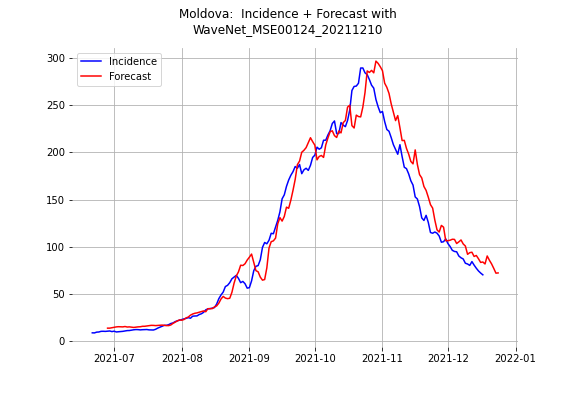 Moldova:  Incidence + Forecast with
WaveNet_MSE00124_20211210
Incidence
Forecast
300
250
200
150
100
50
0
2021-07 2021-08 2021-09 2021-10 2021-11 2021-12 2022-01